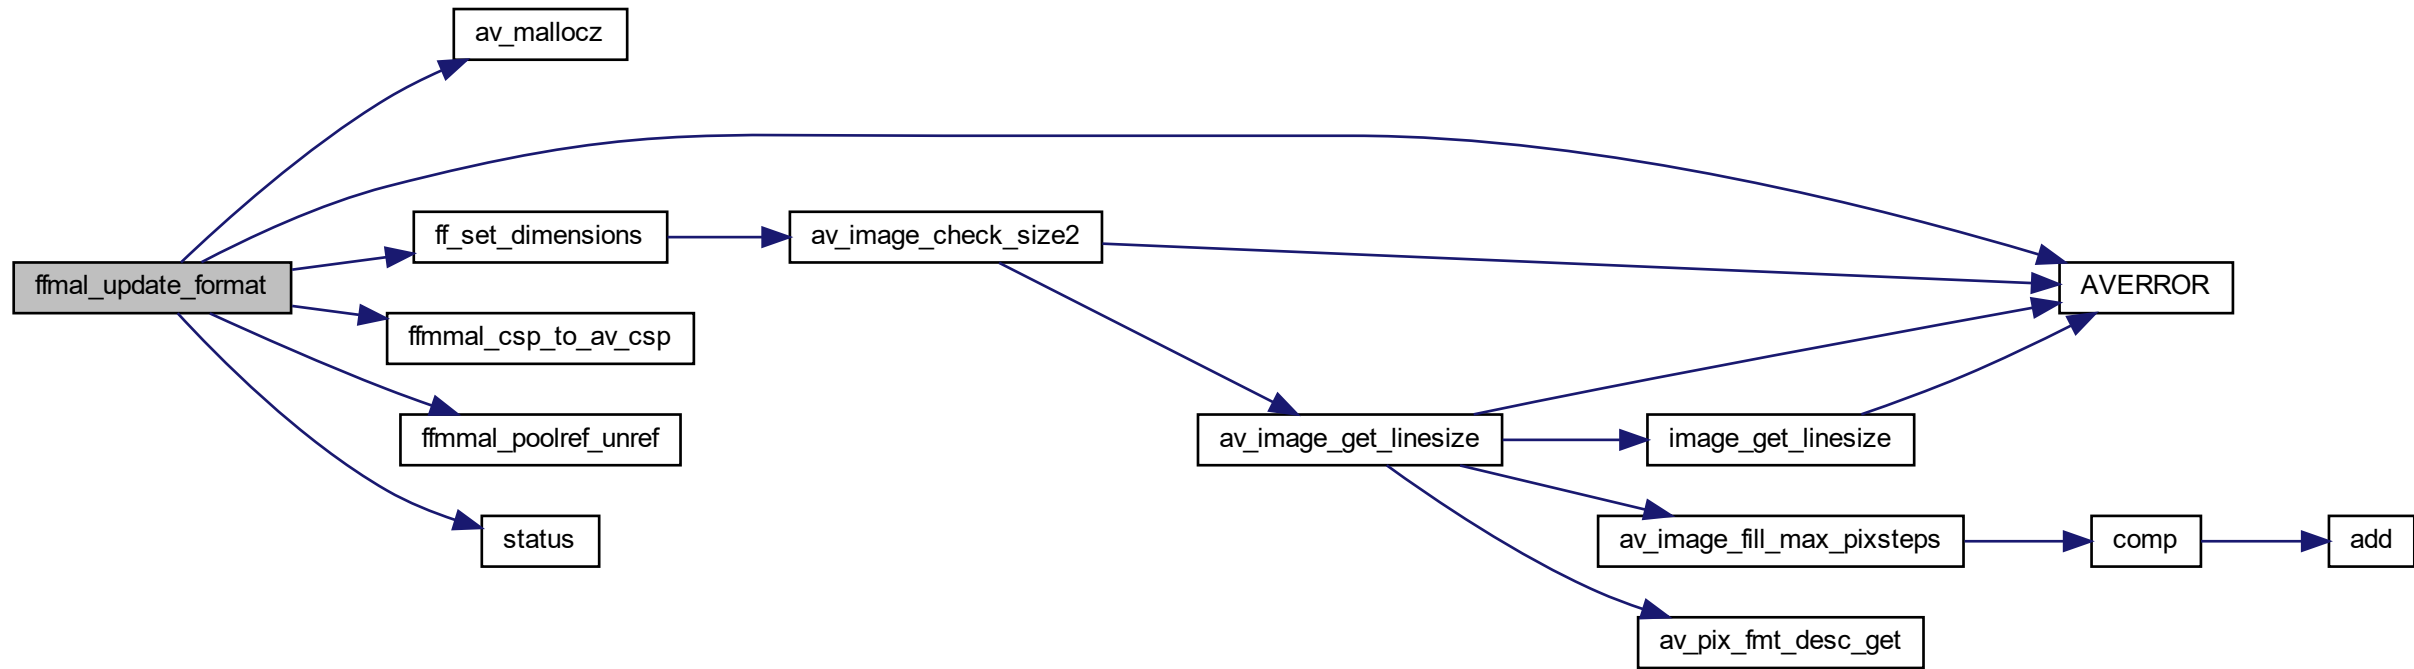 av_mallocz
ff_set_dimensions
av_image_check_size2
ffmal_update_format
AVERROR
ffmmal_csp_to_av_csp
ffmmal_poolref_unref
av_image_get_linesize
image_get_linesize
status
av_image_fill_max_pixsteps
comp
add
av_pix_fmt_desc_get